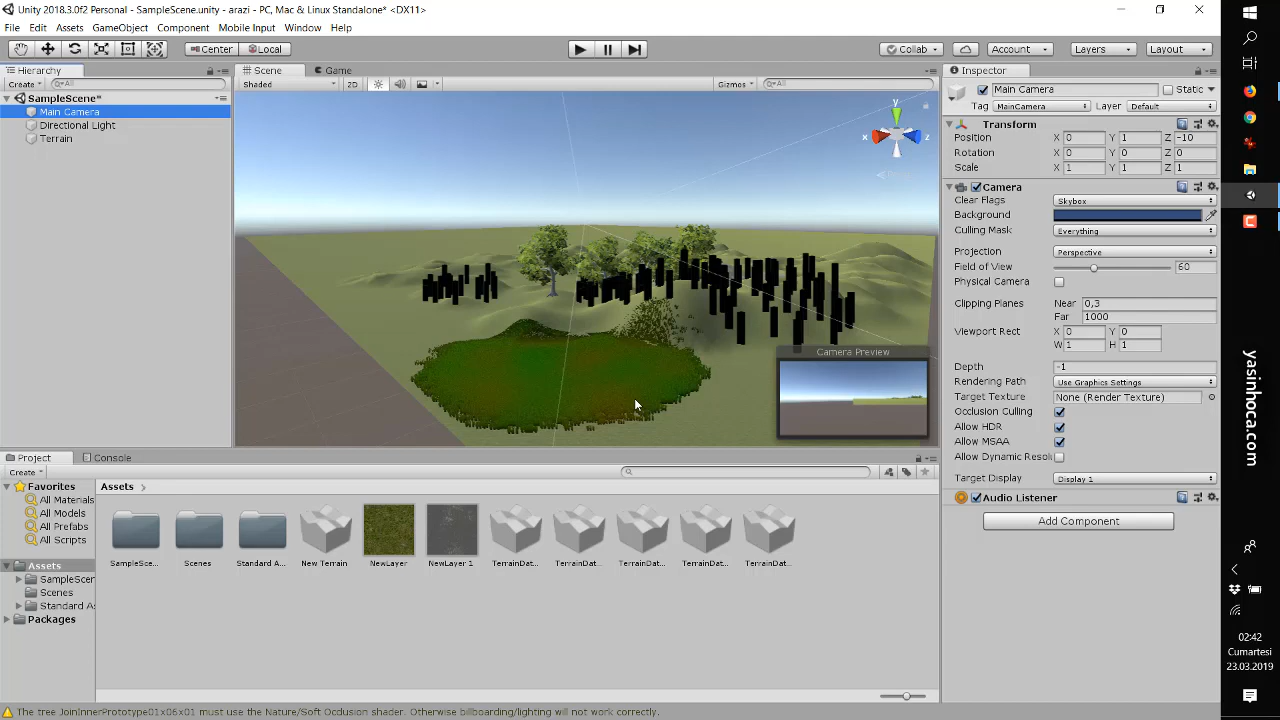 Unity 2018.3.0f2 Personal - SampleScene.unity - arazi - PC, Mac & Linux Standalone* <DX11>
File Edit Assets GameObject Component Mobile Input Window Help
Center Local Collab Account Layers Layout
Hierarchy
Create All
SampleScene*
Main Camera
Directional Light
Terrain
Scene Game
Shaded 2D Gizmos All
y
x z
Camera Preview
Inspector
Main Camera Static
Tag MainCamera Layer Default
Transform
Position X 0 Y 1 Z -10
Rotation X 0 Y 0 Z 0
Scale X 1 Y 1 Z 1
Camera
Clear Flags Skybox
Background
Culling Mask Everything
Projection Perspective
Field of View 60
Physical Camera
Clipping Planes Near 0,3
Far 1000
Viewport Rect X 0 Y 0
W 1 H 1
Depth -1
Rendering Path Use Graphics Settings
Target Texture None (Render Texture)
Occlusion Culling
Allow HDR
Allow MSAA
Allow Dynamic Resol
Target Display Display 1
Audio Listener
Add Component
Project Console
Create
Favorites
All Materials
All Models
All Prefabs
All Scripts
Assets
SampleScer
Scenes
Standard As
Packages
Assets
SampleSce... Scenes Standard A... New Terrain NewLayer NewLayer 1 TerrainDat... TerrainDat... TerrainDat... TerrainDat... TerrainDat...
The tree JoinInnerPrototype01x06x01 must use the Nature/Soft Occlusion shader. Otherwise billboarding/lighting will not work correctly.
yasinhoca.com
02:42
Cumartesi
23.03.2019